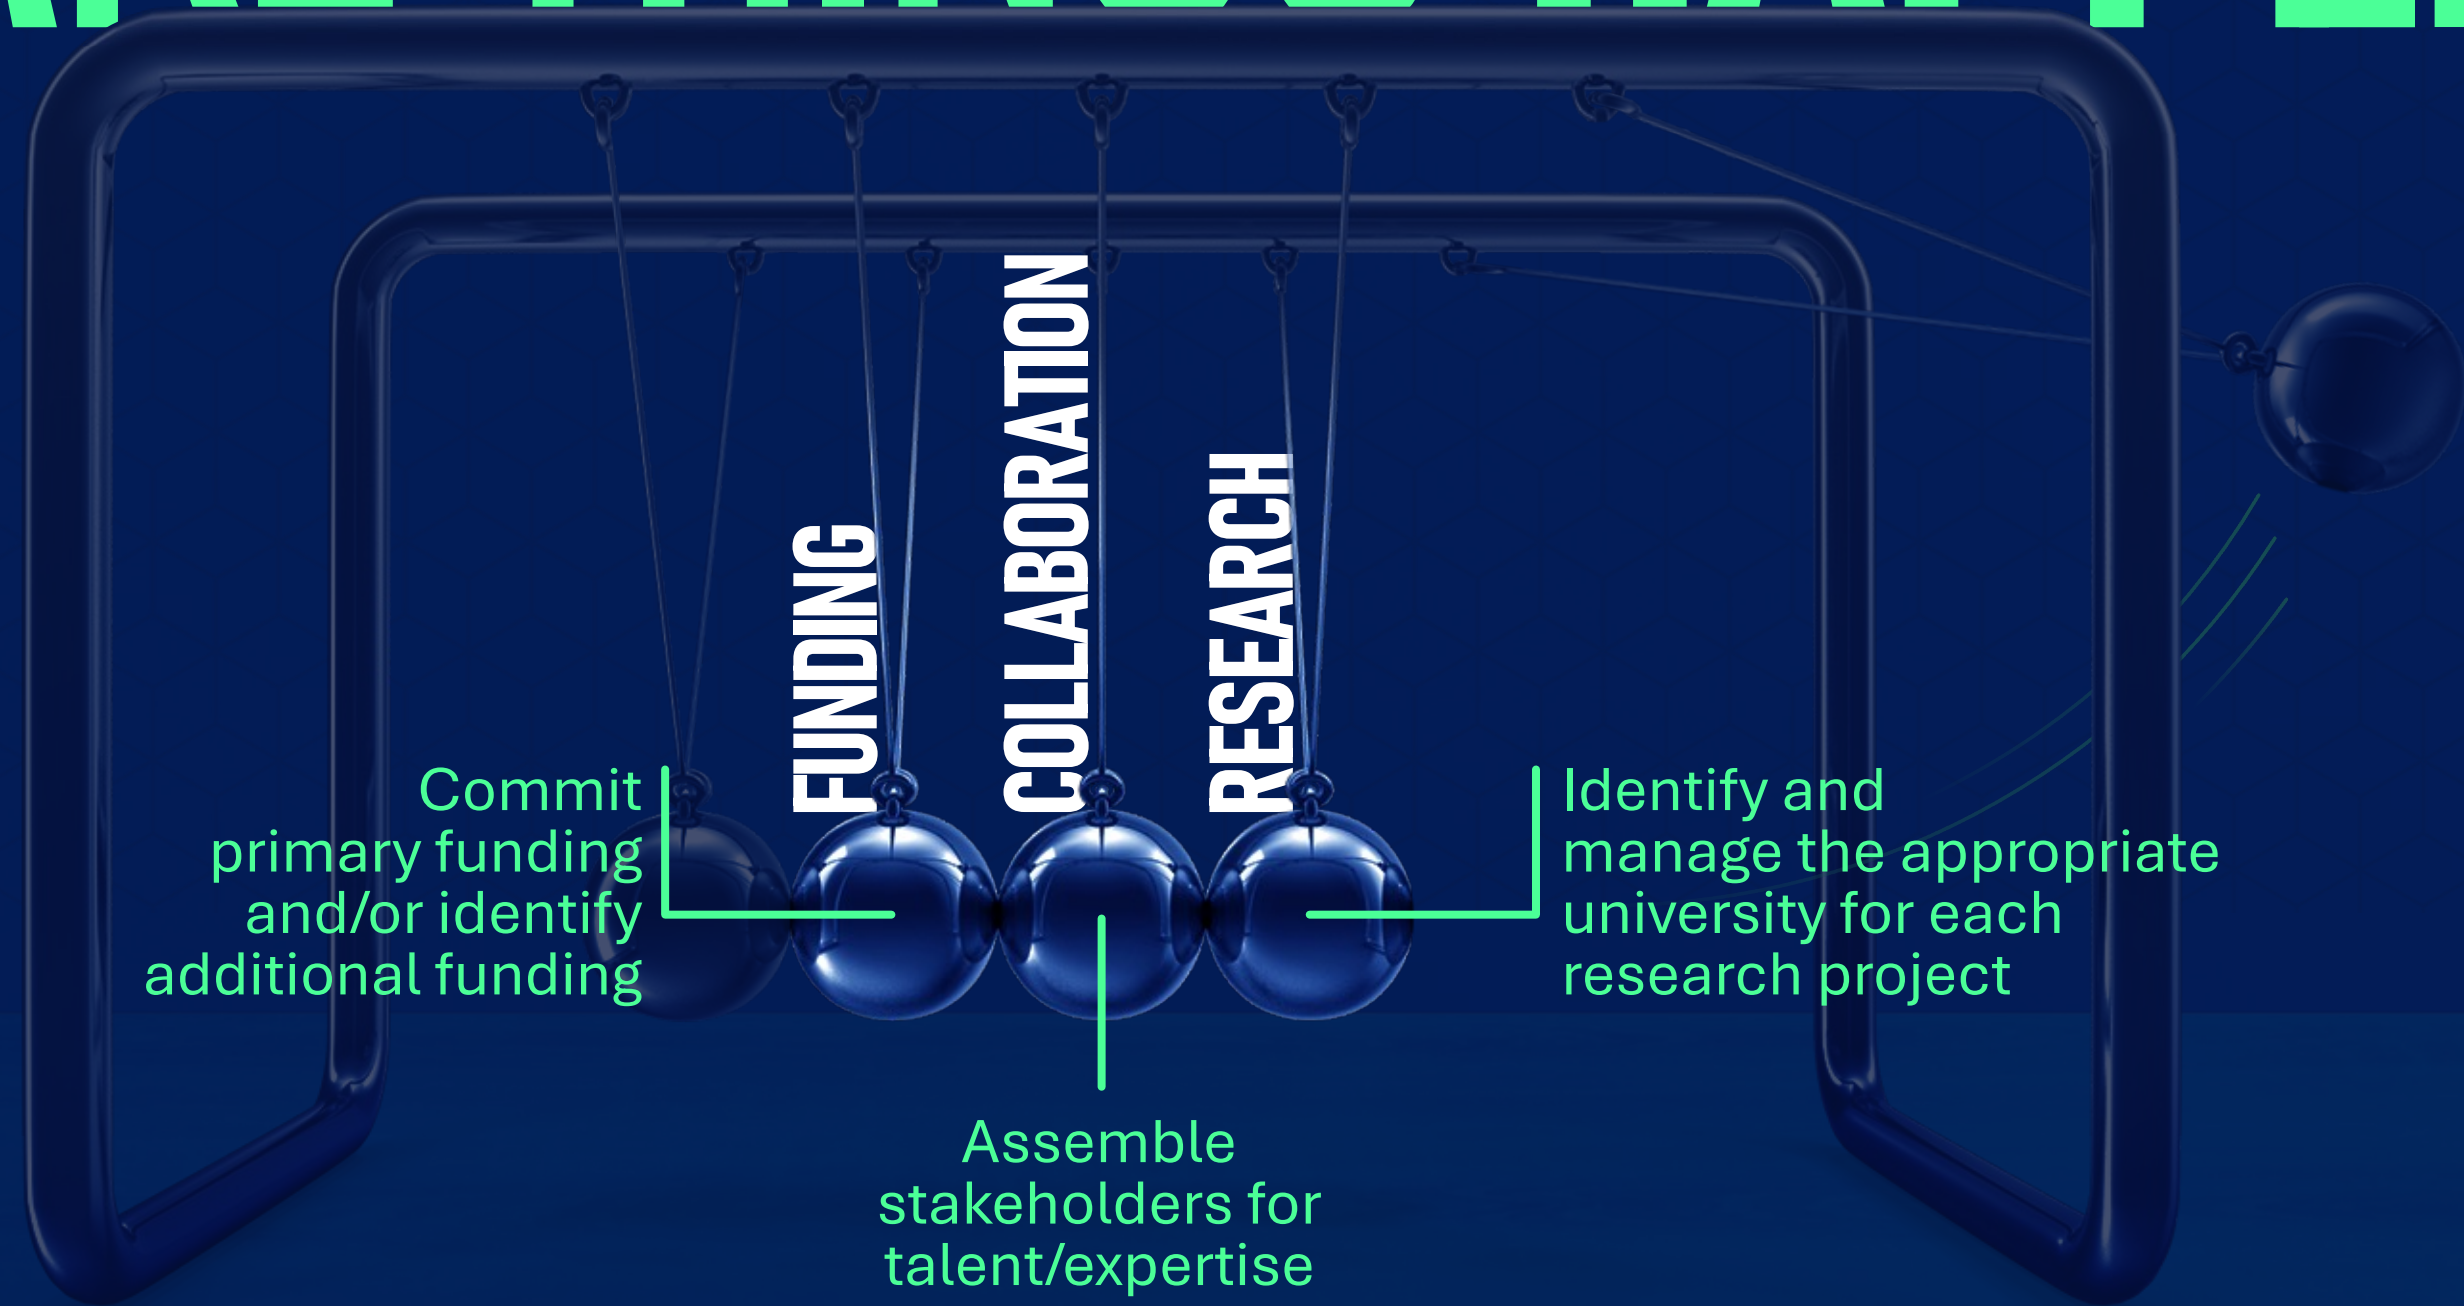 FUNDING
COLLABORATION
RESEARCH
Commit
primary funding
and/or identify
additional funding
Identify and
manage the appropriate
university for each
research project
Assemble
stakeholders for
talent/expertise